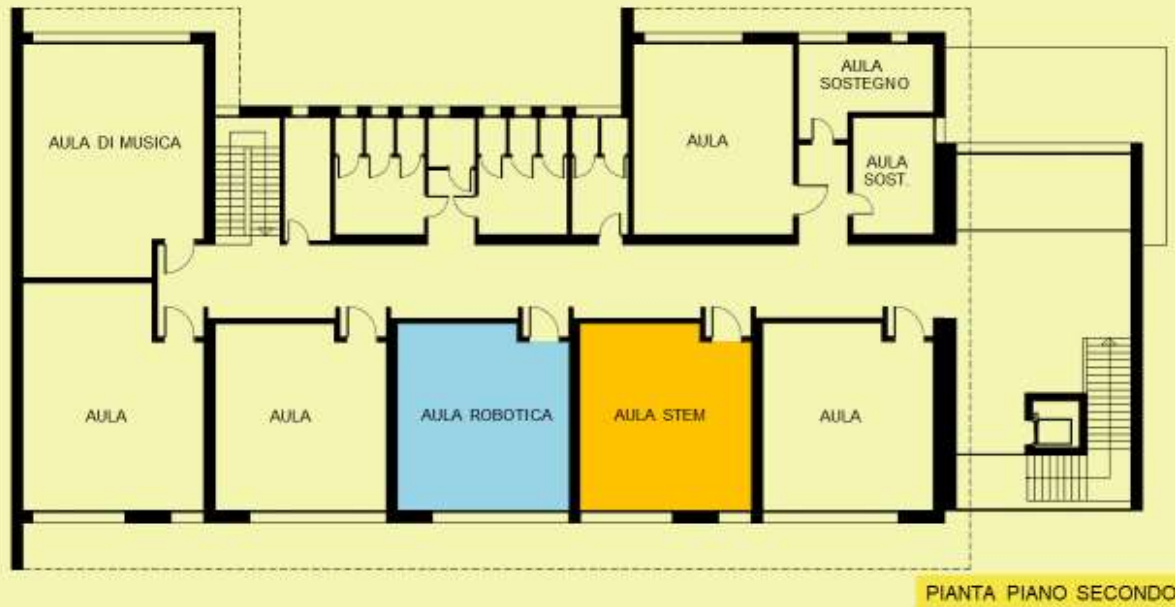 AULA
SOSTEGNO
AULA DI MUSICA
AULA
AULA
SOST.
AULA
AULA
AULA ROBOTICA
AULA STEM
AULA
PIANTA PIANO SECONDO